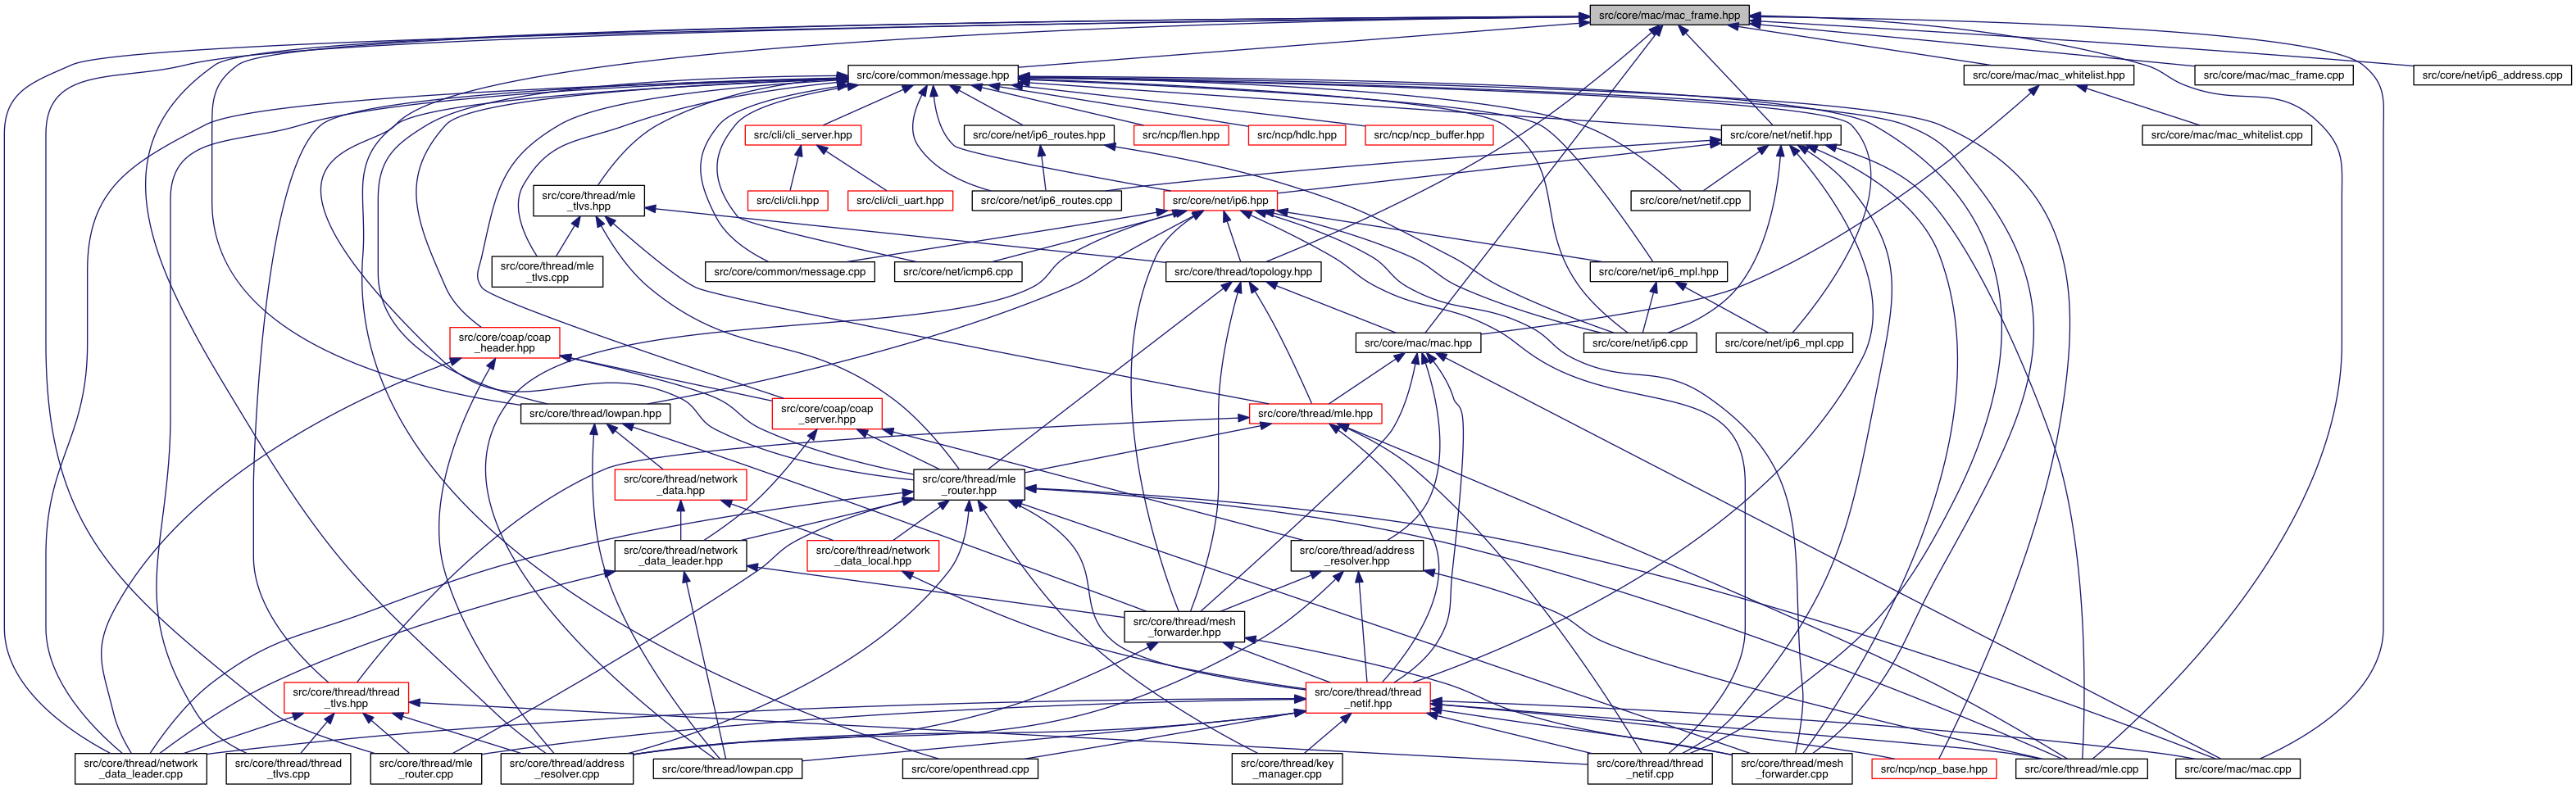 src/core/mac/mac_frame.hpp
src/core/common/message.hpp
src/core/mac/mac_whitelist.hpp
src/core/mac/mac_frame.cpp
src/core/net/ip6_address.cpp
src/cli/cli_server.hpp
src/core/net/ip6_routes.hpp
src/ncp/flen.hpp
src/ncp/hdlc.hpp
src/ncp/ncp_buffer.hpp
src/core/net/netif.hpp
src/core/mac/mac_whitelist.cpp
src/core/thread/mle
_tlvs.hpp
src/cli/cli.hpp
src/cli/cli_uart.hpp
src/core/net/ip6_routes.cpp
src/core/net/ip6.hpp
src/core/net/netif.cpp
src/core/thread/mle
_tlvs.cpp
src/core/common/message.cpp
src/core/net/icmp6.cpp
src/core/thread/topology.hpp
src/core/net/ip6_mpl.hpp
src/core/coap/coap
_header.hpp
src/core/mac/mac.hpp
src/core/net/ip6.cpp
src/core/net/ip6_mpl.cpp
src/core/thread/lowpan.hpp
src/core/coap/coap
_server.hpp
src/core/thread/mle.hpp
src/core/thread/network
_data.hpp
src/core/thread/mle
_router.hpp
src/core/thread/network
_data_leader.hpp
src/core/thread/network
_data_local.hpp
src/core/thread/address
_resolver.hpp
src/core/thread/mesh
_forwarder.hpp
src/core/thread/thread
_tlvs.hpp
src/core/thread/thread
_netif.hpp
src/core/thread/network
_data_leader.cpp
src/core/thread/thread
_tlvs.cpp
src/core/thread/mle
_router.cpp
src/core/thread/address
_resolver.cpp
src/core/thread/lowpan.cpp
src/core/openthread.cpp
src/core/thread/key
_manager.cpp
src/core/thread/thread
_netif.cpp
src/core/thread/mesh
_forwarder.cpp
src/ncp/ncp_base.hpp
src/core/thread/mle.cpp
src/core/mac/mac.cpp